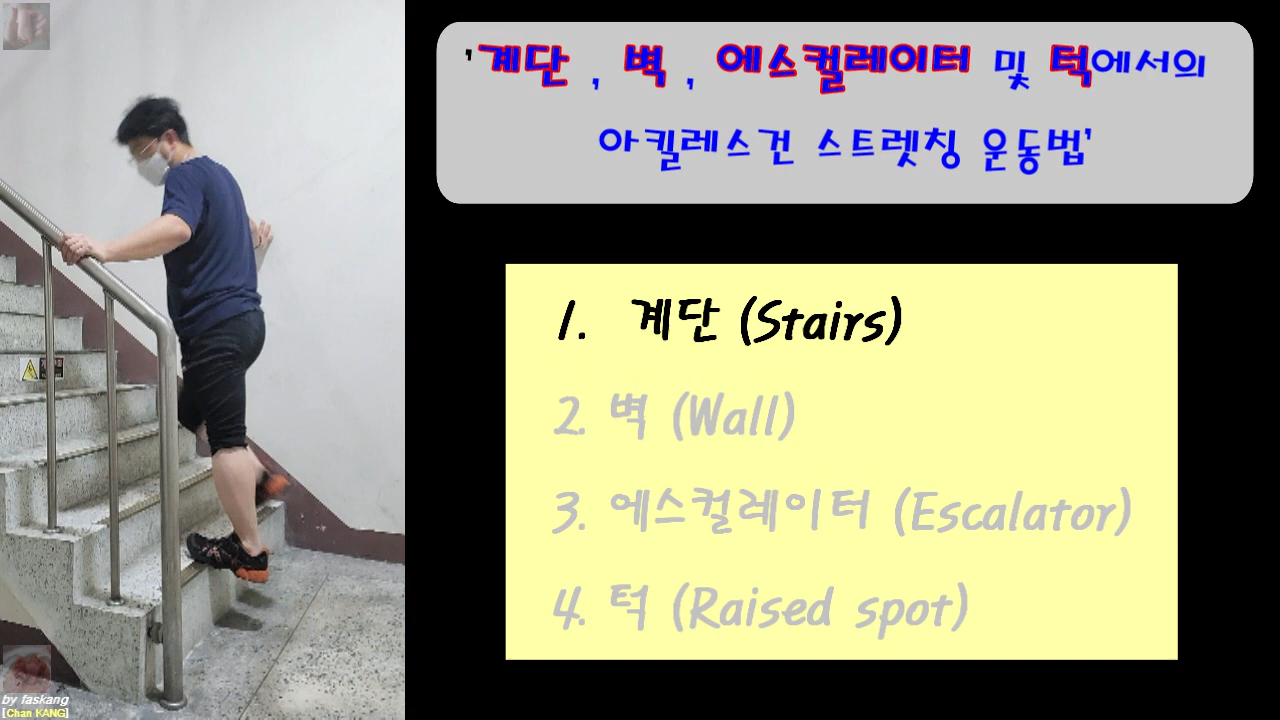 '계단 , 벽 , 에스컬레이터 및 턱에서의
아킬레스건 스트렛칭 운동법'
1. 계단 (Stairs)
2. 벽 (Wall)
3. 에스컬레이터 (Escalator)
4. 턱 (Raised spot)
by faskang
[Chan KANG]